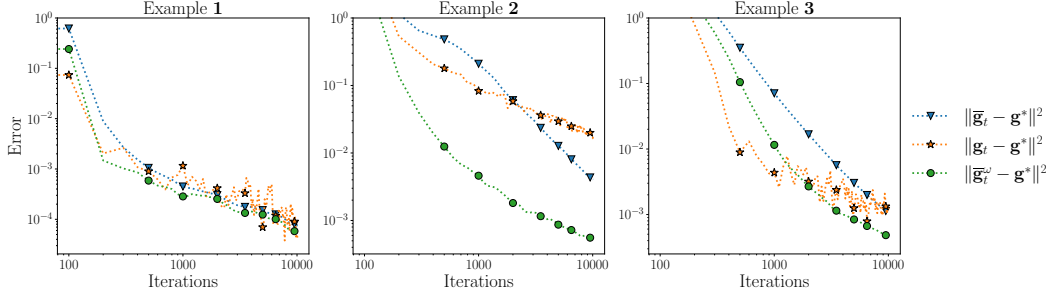 Example 1
Example 2
Example 3
Error
10^0
10^-1
10^-2
10^-3
10^-4
100
1000
10000
Iterations
10^0
10^-1
10^-2
10^-3
100
1000
10000
Iterations
10^0
10^-1
10^-2
10^-3
100
1000
10000
Iterations
‖g̅_t − g*‖²
‖g_t − g*‖²
‖g̅_t^ω − g*‖²